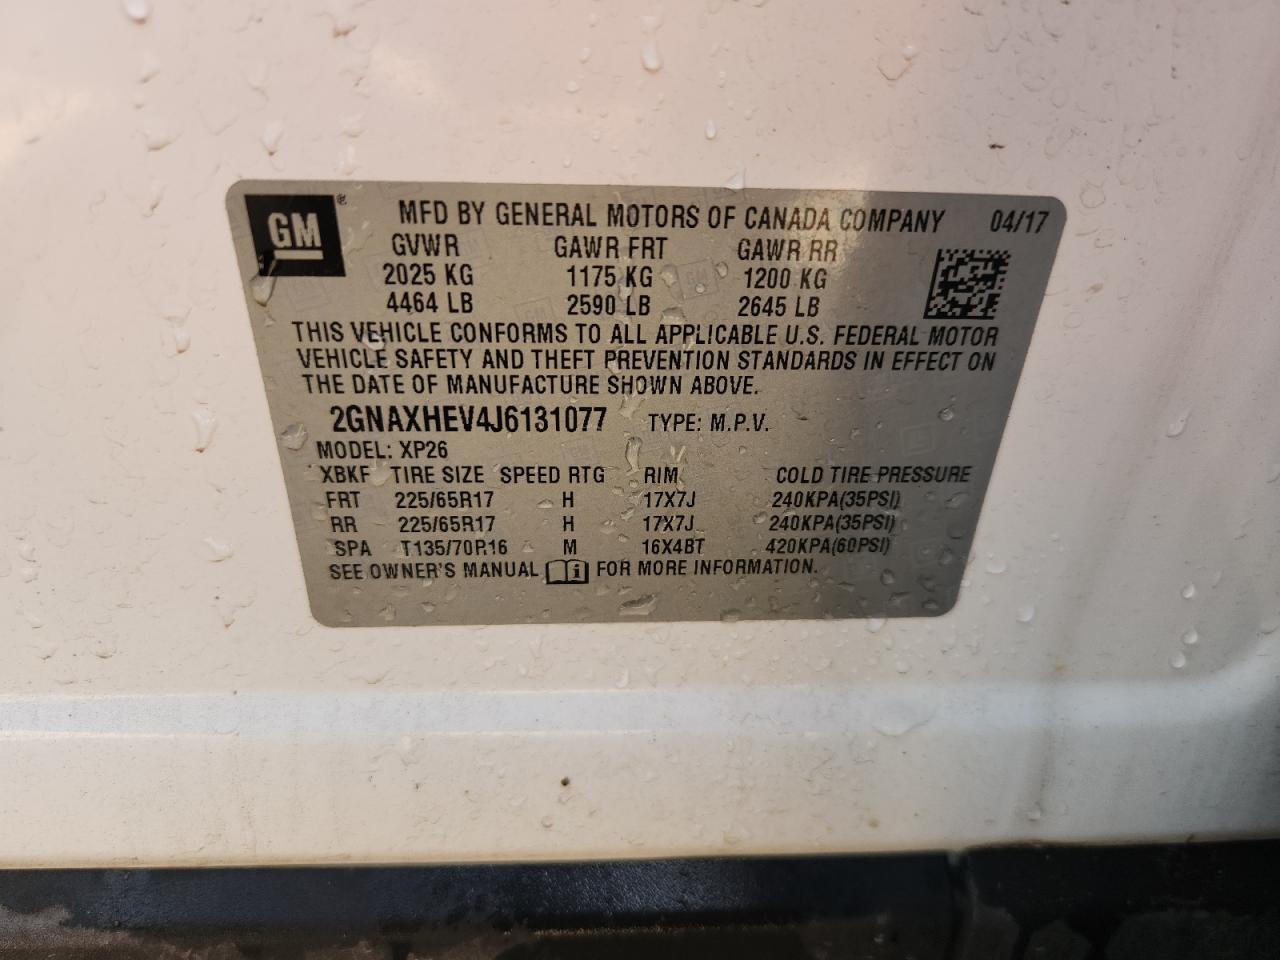 GM ® MFD BY GENERAL MOTORS OF CANADA COMPANY 04/17
GVWR GAWR FRT GAWR RR
2025 KG 1175 KG 1200 KG
4464 LB 2590 LB 2645 LB
THIS VEHICLE CONFORMS TO ALL APPLICABLE U.S. FEDERAL MOTOR
VEHICLE SAFETY AND THEFT PREVENTION STANDARDS IN EFFECT ON
THE DATE OF MANUFACTURE SHOWN ABOVE.
2GNAXHEV4J6131077 TYPE: M.P.V.
MODEL: XP26
XBKF TIRE SIZE SPEED RTG RIM COLD TIRE PRESSURE
FRT 225/65R17 H 17X7J 240KPA(35PSI)
RR 225/65R17 H 17X7J 240KPA(35PSI)
SPA T135/70R16 M 16X4BT 420KPA(60PSI)
SEE OWNER'S MANUAL FOR MORE INFORMATION.